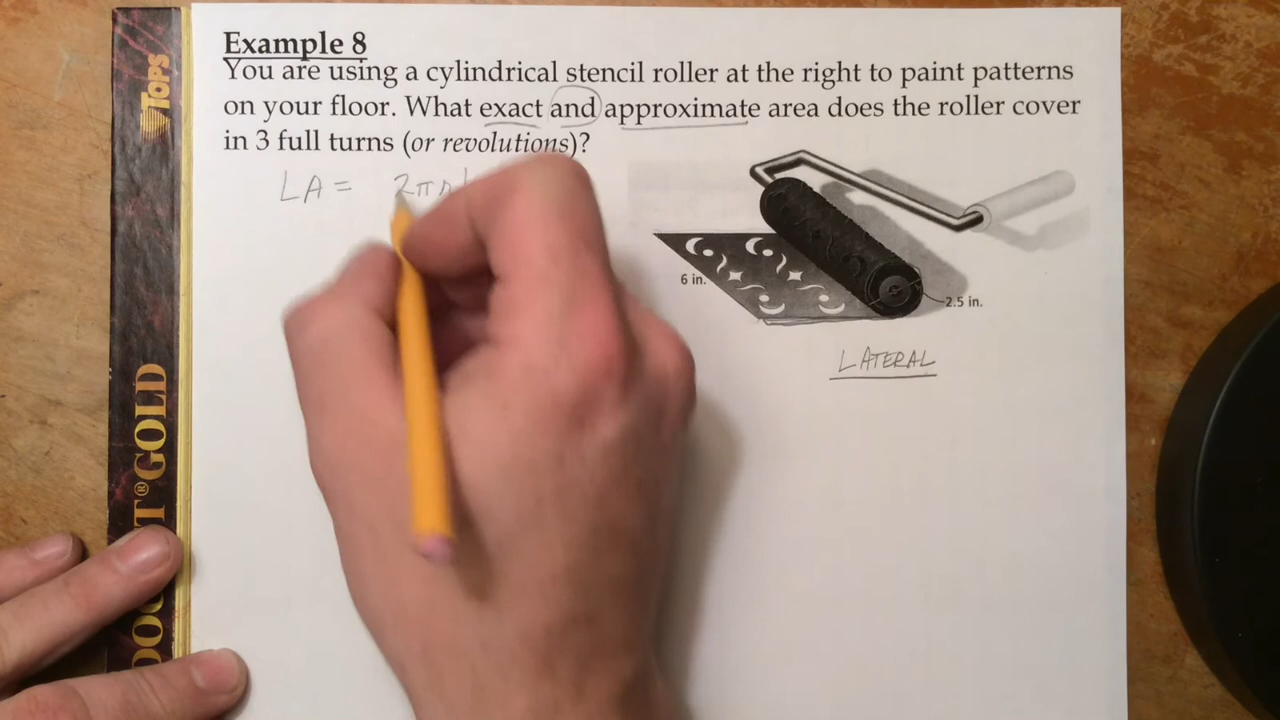 Example 8
You are using a cylindrical stencil roller at the right to paint patterns
on your floor. What exact and approximate area does the roller cover
in 3 full turns (or revolutions)?
LA = 2πr
6 in.
2.5 in.
LATERAL
TOPS
GOLD